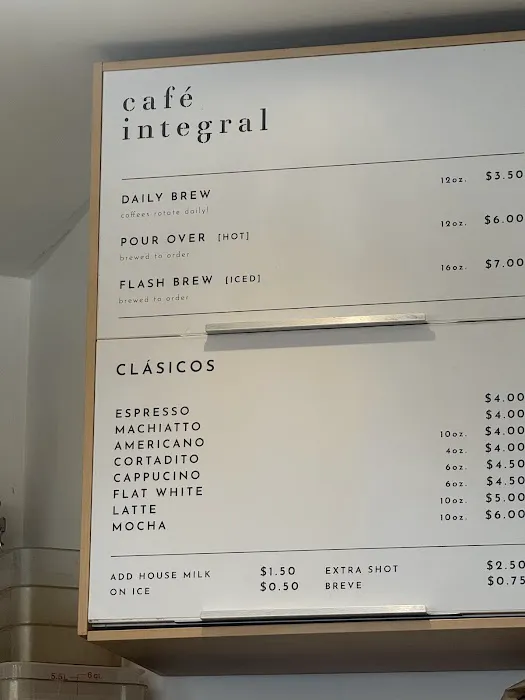 café
integral
DAILY BREW 12oz. $3.50
coffees rotate daily!
POUR OVER [HOT] 12oz. $6.00
brewed to order
FLASH BREW [ICED] 16oz. $7.00
brewed to order
CLÁSICOS
ESPRESSO $4.00
MACHIATTO $4.00
AMERICANO 10oz. $4.00
CORTADITO 4oz. $4.00
CAPPUCINO 6oz. $4.50
FLAT WHITE 6oz. $4.50
LATTE 10oz. $5.00
MOCHA 10oz. $6.00
ADD HOUSE MILK $1.50 EXTRA SHOT $2.50
ON ICE $0.50 BREVE $0.75